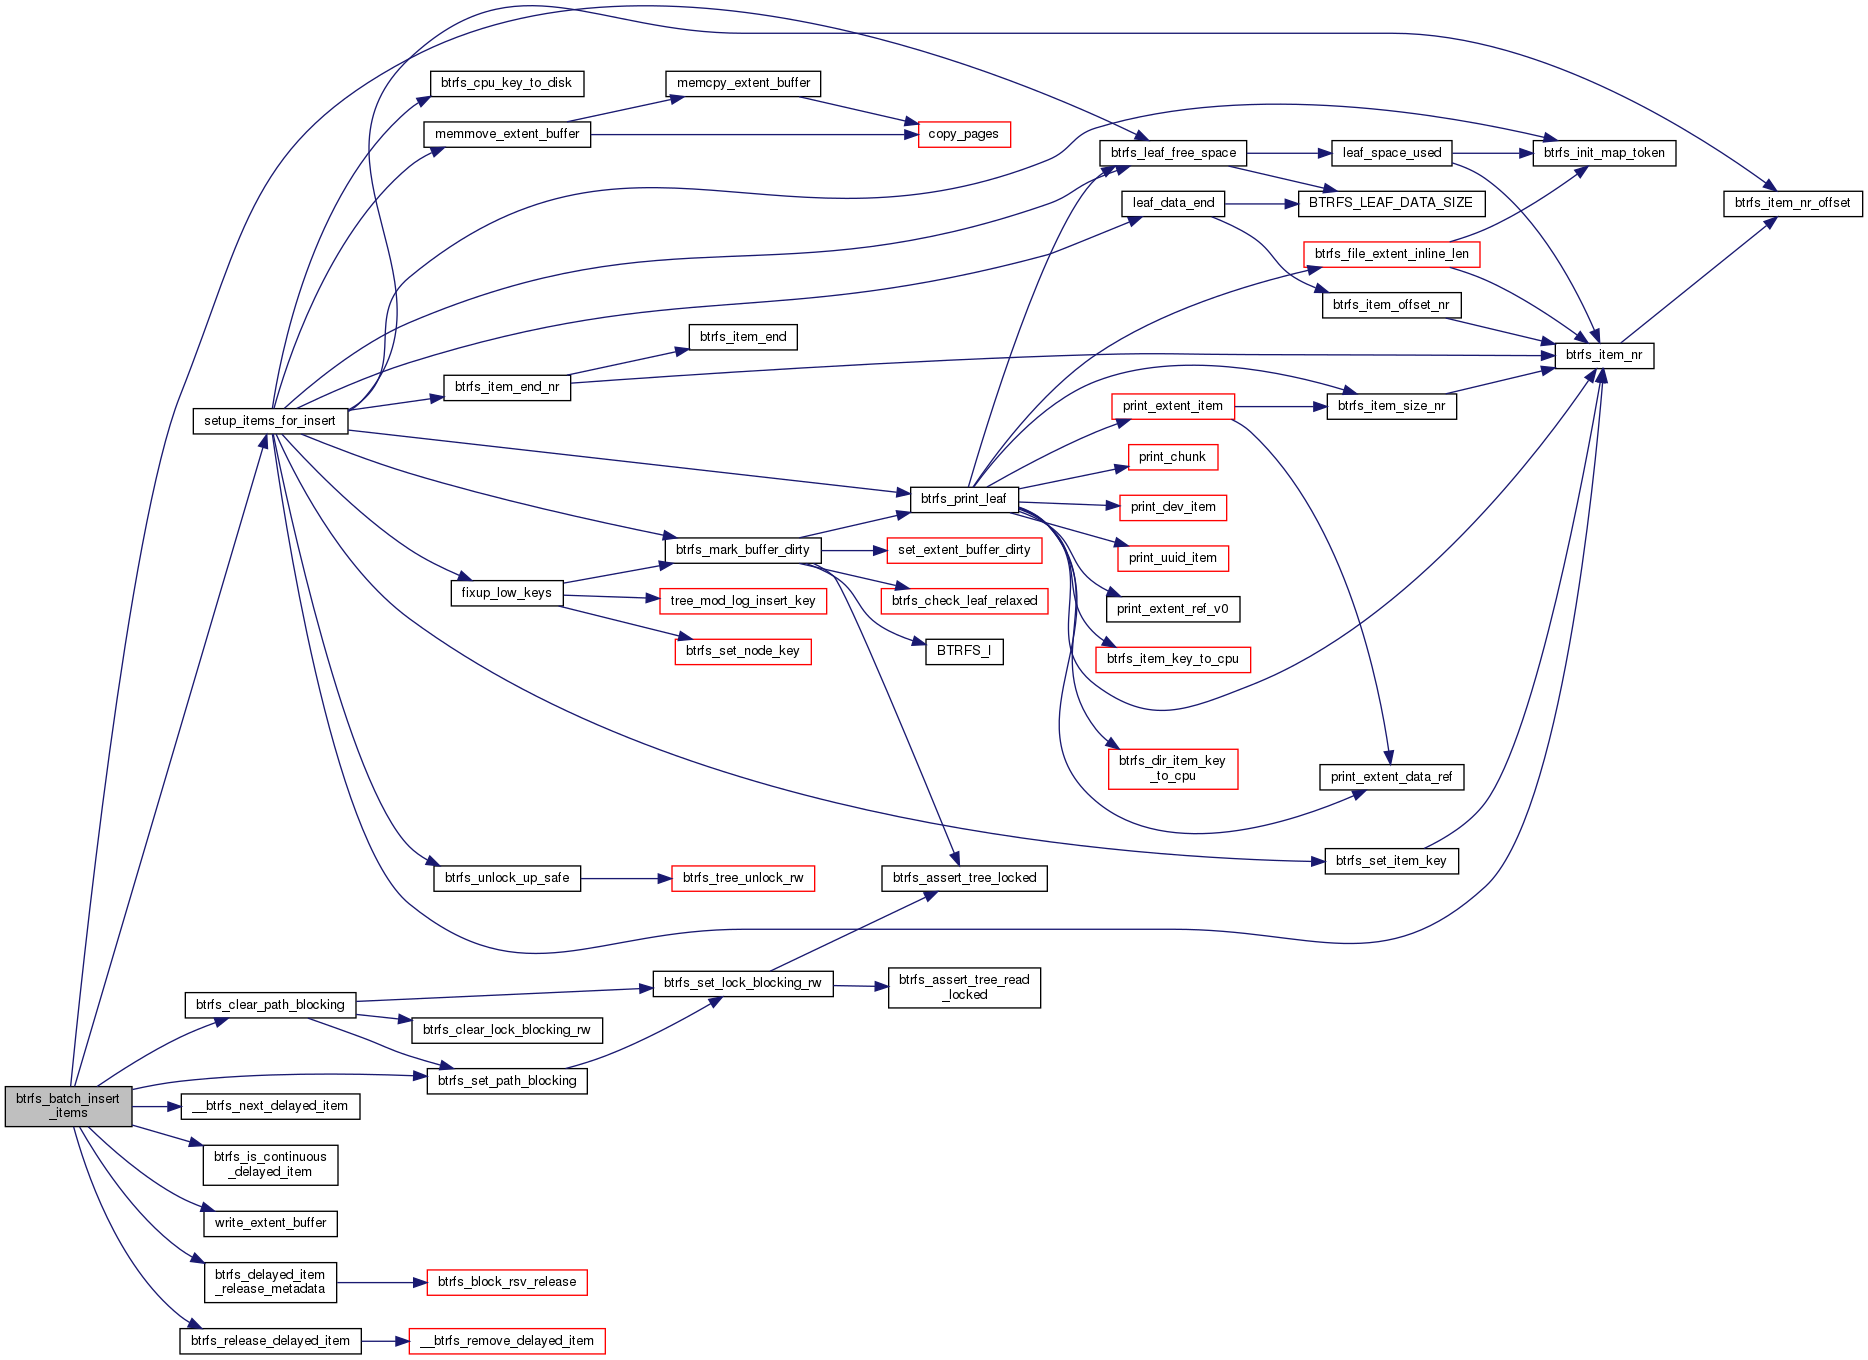 btrfs_cpu_key_to_disk
memcpy_extent_buffer
memmove_extent_buffer
copy_pages
btrfs_leaf_free_space
leaf_space_used
btrfs_init_map_token
leaf_data_end
BTRFS_LEAF_DATA_SIZE
btrfs_item_nr_offset
btrfs_file_extent_inline_len
btrfs_item_offset_nr
btrfs_item_end
btrfs_item_nr
btrfs_item_end_nr
setup_items_for_insert
print_extent_item
btrfs_item_size_nr
print_chunk
btrfs_print_leaf
print_dev_item
btrfs_mark_buffer_dirty
set_extent_buffer_dirty
print_uuid_item
fixup_low_keys
tree_mod_log_insert_key
btrfs_check_leaf_relaxed
print_extent_ref_v0
btrfs_set_node_key
BTRFS_I
btrfs_item_key_to_cpu
btrfs_dir_item_key
_to_cpu
print_extent_data_ref
btrfs_set_item_key
btrfs_unlock_up_safe
btrfs_tree_unlock_rw
btrfs_assert_tree_locked
btrfs_set_lock_blocking_rw
btrfs_assert_tree_read
_locked
btrfs_clear_path_blocking
btrfs_clear_lock_blocking_rw
btrfs_set_path_blocking
btrfs_batch_insert
_items
__btrfs_next_delayed_item
btrfs_is_continuous
_delayed_item
write_extent_buffer
btrfs_delayed_item
_release_metadata
btrfs_block_rsv_release
btrfs_release_delayed_item
__btrfs_remove_delayed_item